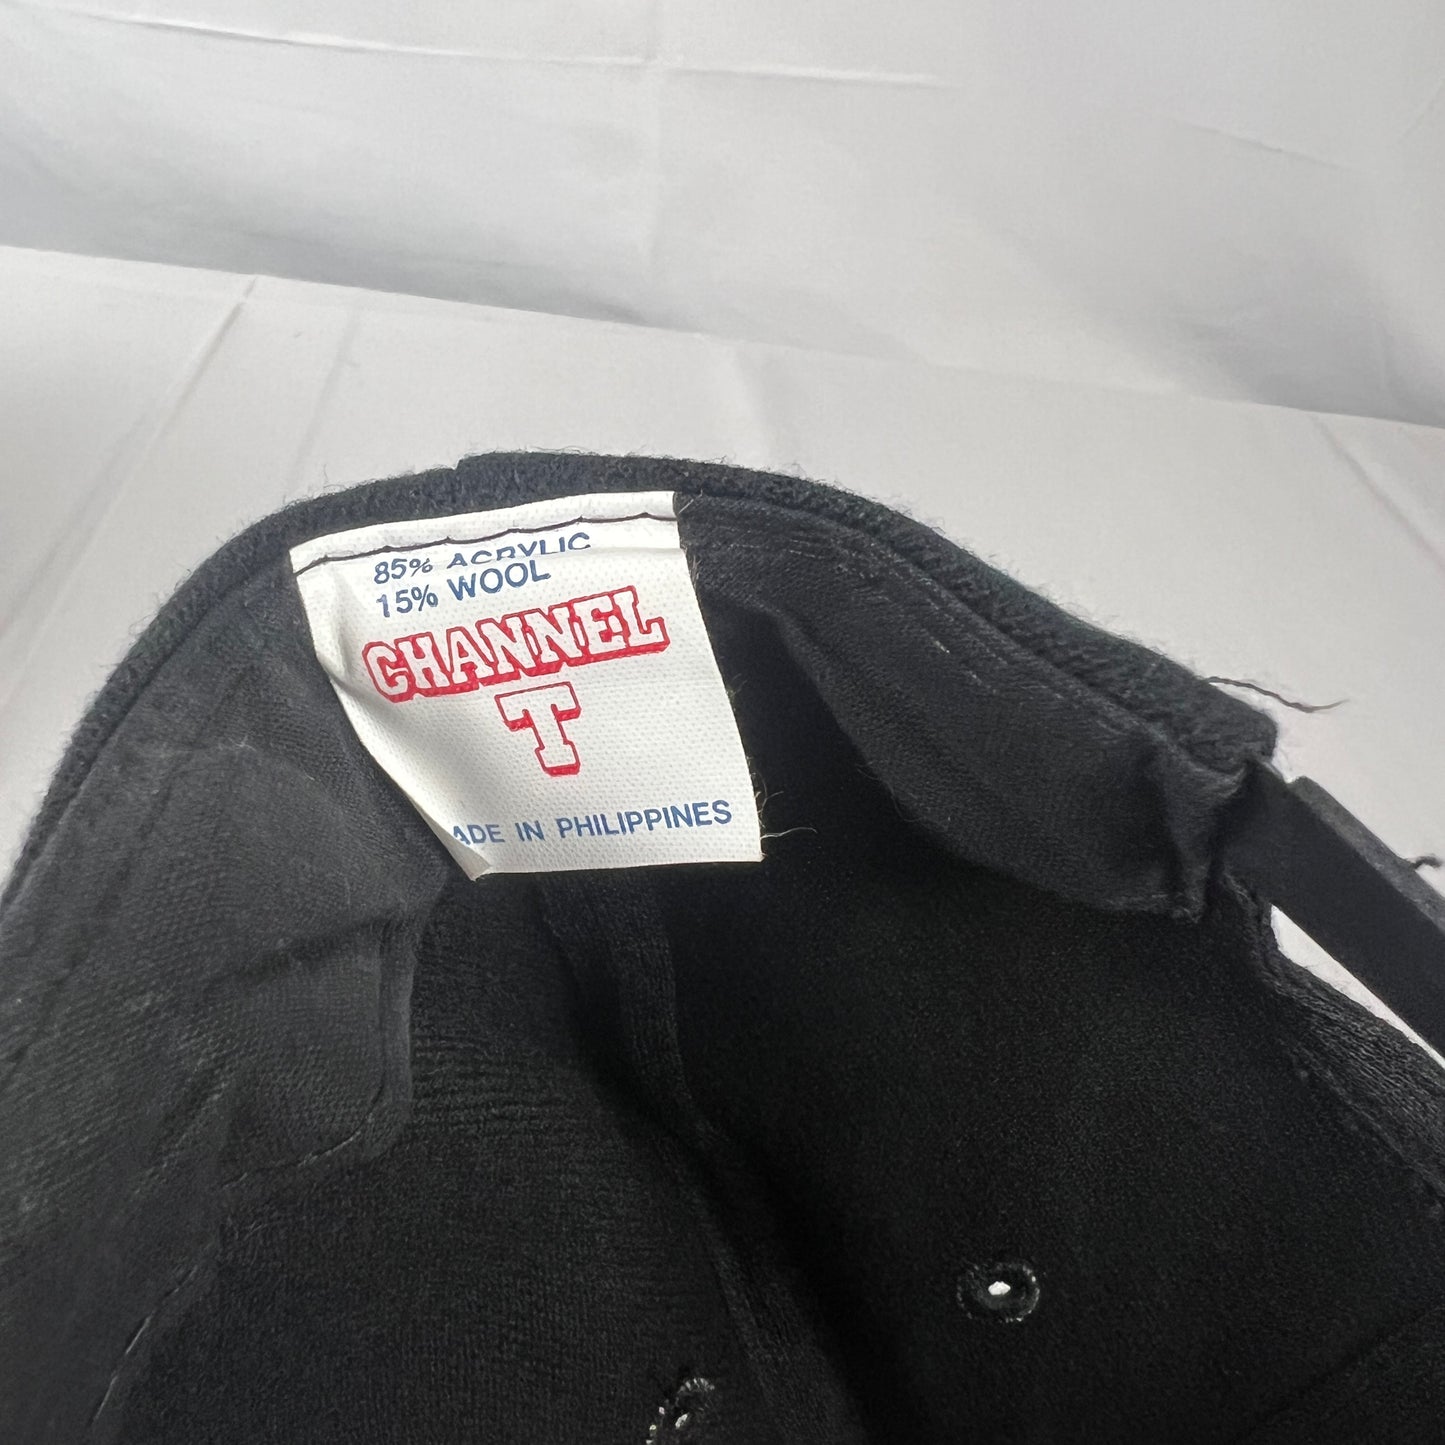 85% ACRYLIC
15% WOOL
CHANNEL
T
ADE IN PHILIPPINES